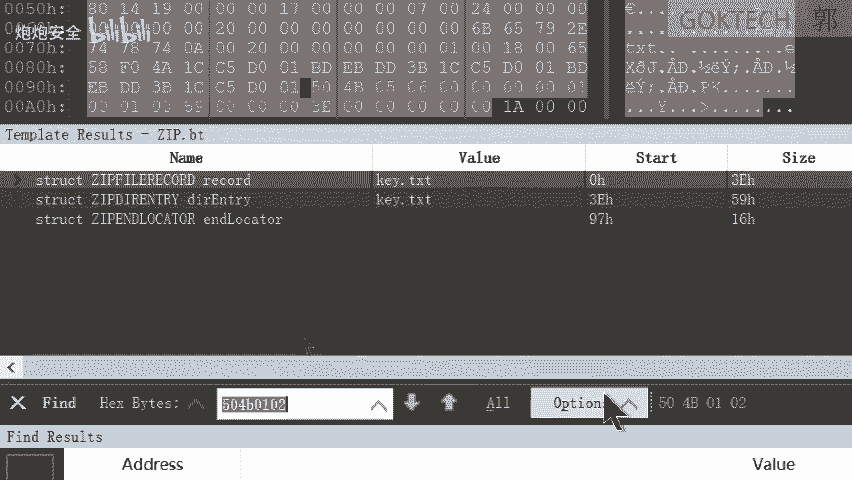 0050h: 80 14 19 00 00 00 00 17 00 00 00 07 00 24 00 00 00 €...
GOKTECH 郭
炮炮安全 bilibili
00 00 00 20 00 00 00 00 00 00 00 6B 65 79 2E
0070h: 74 78 74 0A 00 20 00 00 00 00 00 01 00 18 00 65 txt.. .........e
0080h: 58 F0 4A 1C C5 D0 01 BD EB DD 3B 1C C5 D0 01 BD XðJ.ÅÐ.½ëÝ;.ÅÐ.½
0090h: EB DD 3B 1C C5 D0 01 50 4B 05 06 00 00 00 00 01 ëÝ;.ÅÐ.PK.......
00A0h: 00 01 00 59 00 00 00 3E 00 00 00 00 00 1A 00 00 ...Y...>........
Template Results - ZIP.bt
Name Value Start Size
struct ZIPFILERECORD record key.txt 0h 3Eh
struct ZIPDIRENTRY dirEntry key.txt 3Eh 59h
struct ZIPENDLOCATOR endLocator 97h 16h
Find Hex Bytes: 504b0102 All Option 50 4B 01 02
Find Results
Address Value